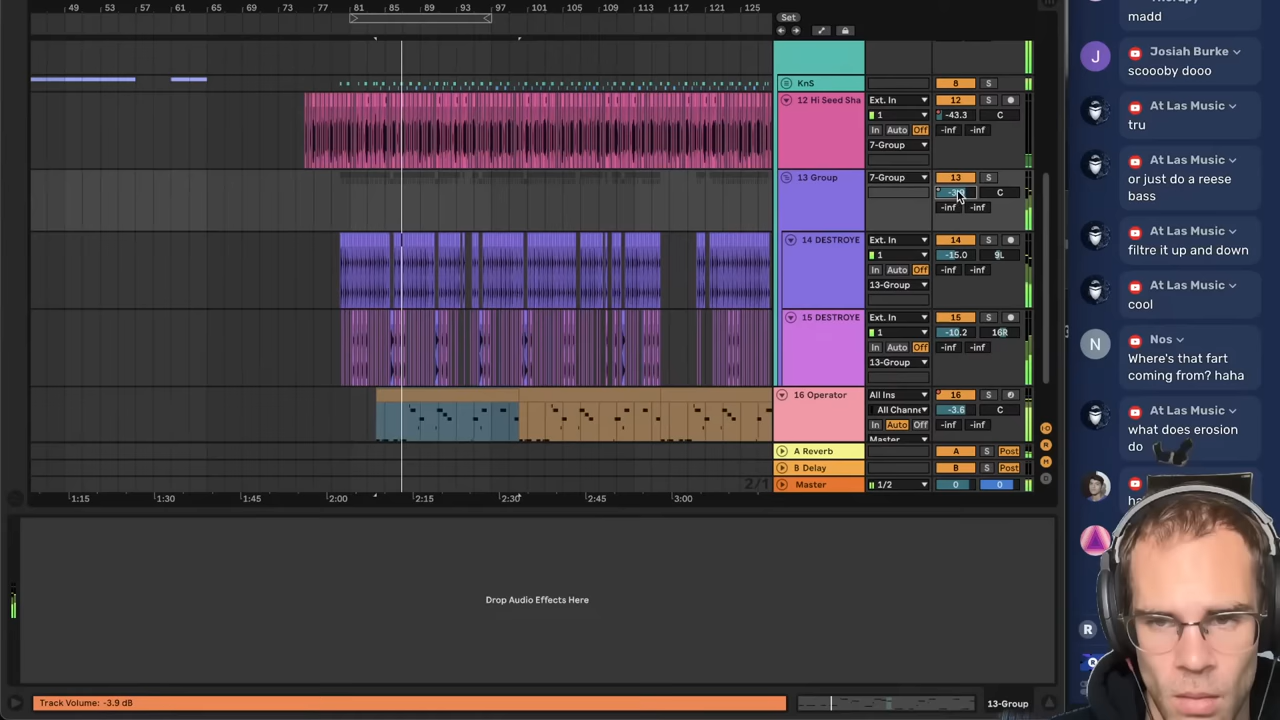 49 53 57 61 65 69 73 77 81 85 89 93 97 101 105 109 113 117 121 125
Set
KnS 8 S
12 Hi Seed Sha Ext. In 12 S
1 -43.3 C
In Auto Off -inf -inf
7-Group
13 Group 7-Group 13 S
C
-inf -inf
14 DESTROYE Ext. In 14 S
1 -15.0 9L
In Auto Off -inf -inf
13-Group
15 DESTROYE Ext. In 15 S
1 -10.2 16R
In Auto Off -inf -inf
13-Group
16 Operator All Ins 16 S
All Channe -3.6 C
In Auto Off -inf -inf
Master
A Reverb A S Post
B Delay B S Post
2/1 Master 1/2 0 0
1:15 1:30 1:45 2:00 2:15 2:30 2:45 3:00
Drop Audio Effects Here
Track Volume: -3.9 dB
13-Group
Therapy
madd
J Josiah Burke
scoooby dooo
At Las Music
tru
At Las Music
or just do a reese
bass
At Las Music
filtre it up and down
At Las Music
cool
N Nos
Where's that fart
coming from? haha
At Las Music
what does erosion
do
R